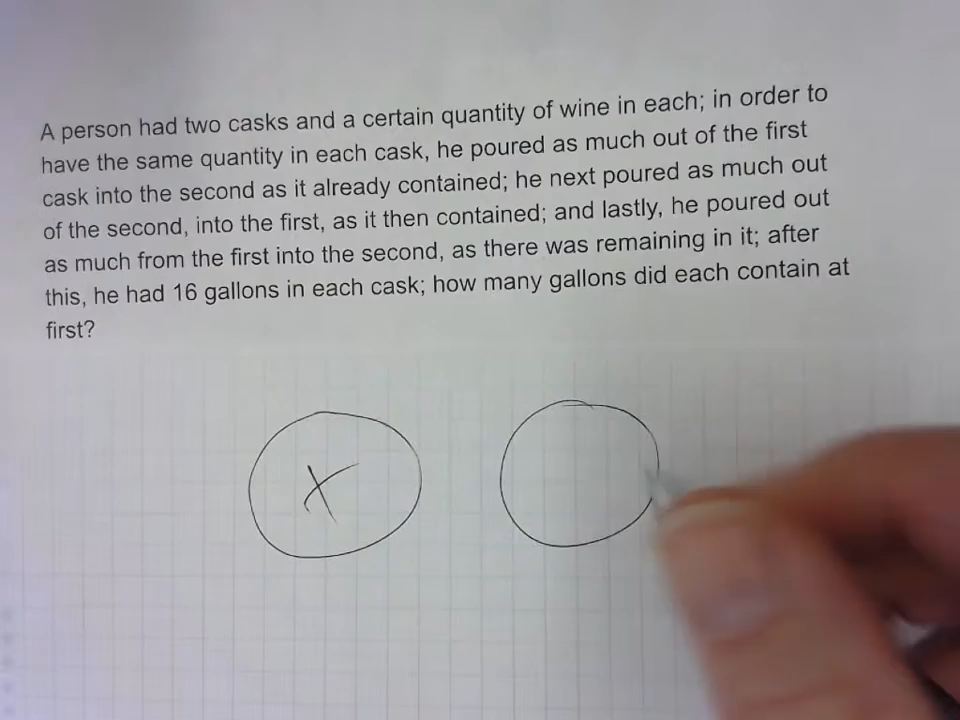 A person had two casks and a certain quantity of wine in each; in order to
have the same quantity in each cask, he poured as much out of the first
cask into the second as it already contained; he next poured as much out
of the second, into the first, as it then contained; and lastly, he poured out
as much from the first into the second, as there was remaining in it; after
this, he had 16 gallons in each cask; how many gallons did each contain at
first?
x